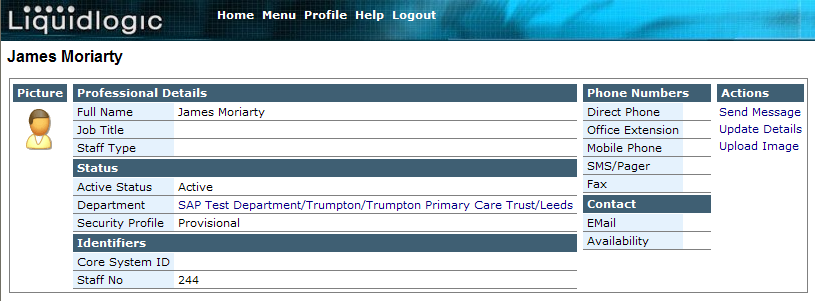 Liquidlogic
Home Menu Profile Help Logout
James Moriarty
Picture
Professional Details
Full Name James Moriarty
Job Title
Staff Type
Status
Active Status Active
Department SAP Test Department/Trumpton/Trumpton Primary Care Trust/Leeds
Security Profile Provisional
Identifiers
Core System ID
Staff No 244
Phone Numbers
Direct Phone
Office Extension
Mobile Phone
SMS/Pager
Fax
Contact
EMail
Availability
Actions
Send Message
Update Details
Upload Image